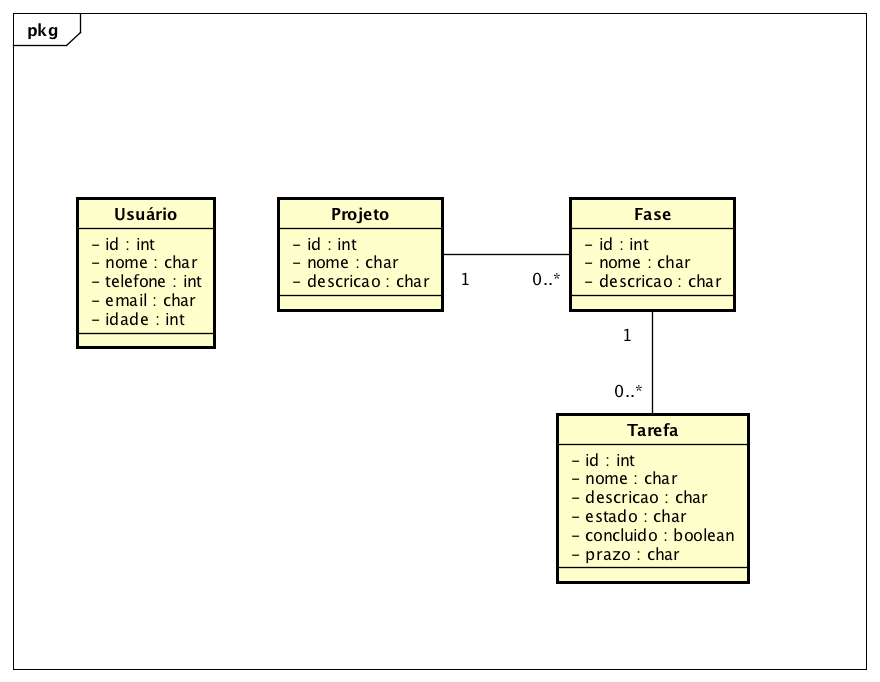 pkg
Usuário
- id : int
- nome : char
- telefone : int
- email : char
- idade : int
Projeto
- id : int
- nome : char
- descricao : char
1
0..*
Fase
- id : int
- nome : char
- descricao : char
1
0..*
Tarefa
- id : int
- nome : char
- descricao : char
- estado : char
- concluido : boolean
- prazo : char